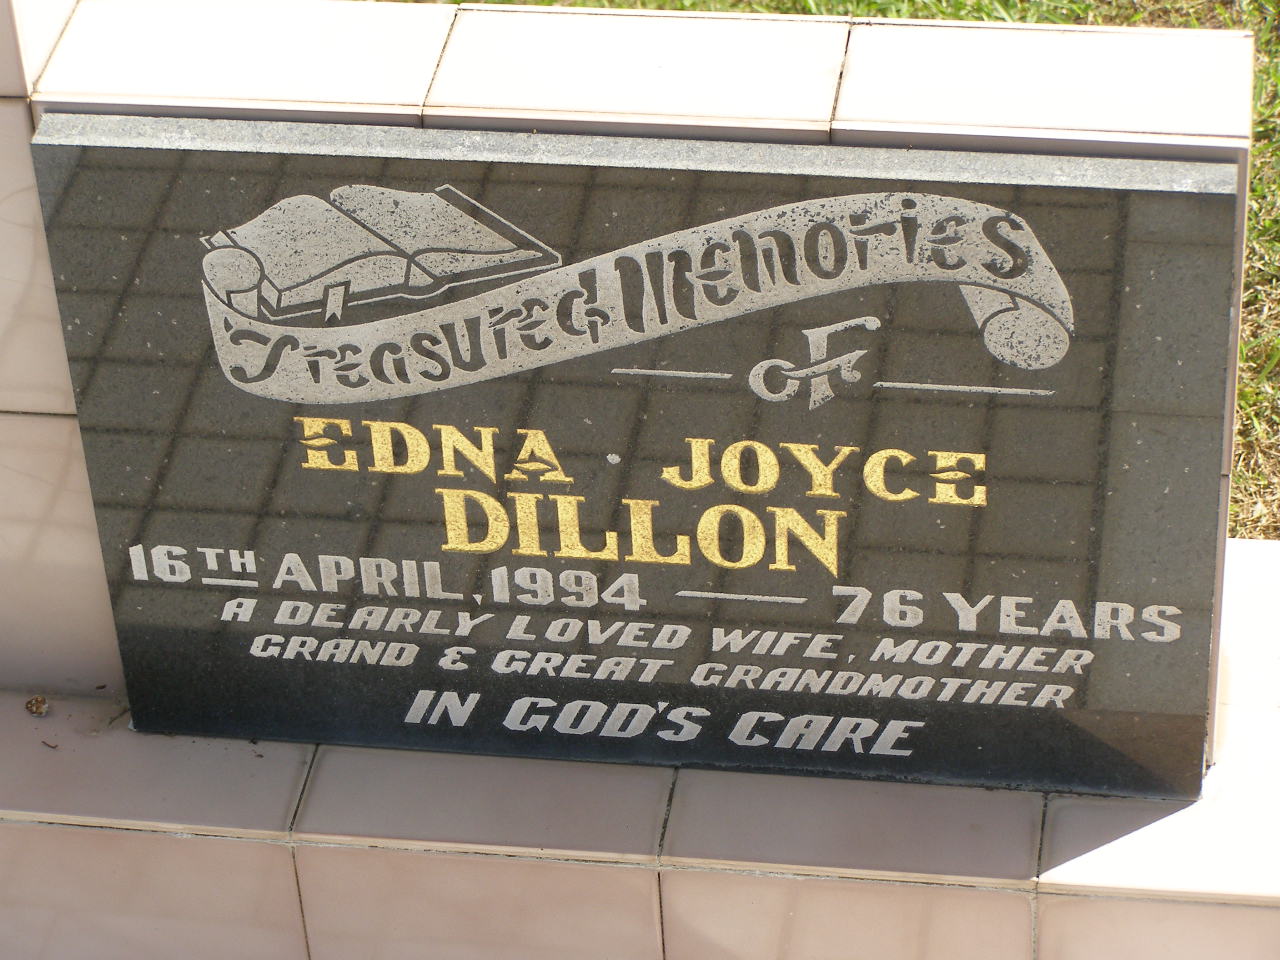 Treasured Memories
OF
EDNA JOYCE
DILLON
16TH APRIL, 1994 — 76 YEARS
A DEARLY LOVED WIFE, MOTHER
GRAND & GREAT GRANDMOTHER
IN GOD'S CARE